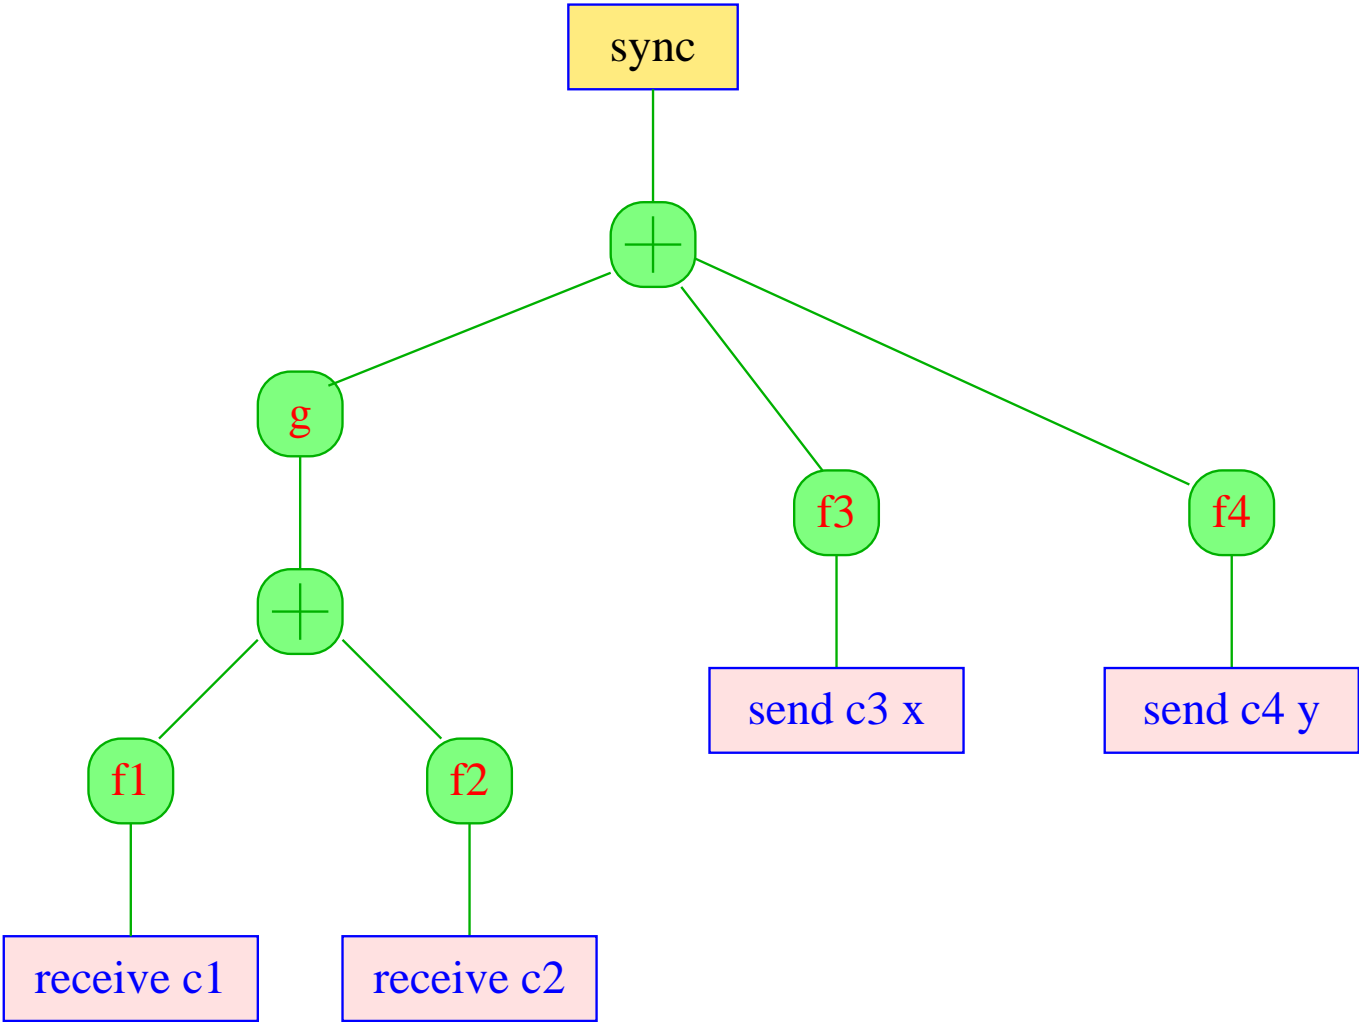 sync
g
f3
f4
send c3 x
send c4 y
f1
f2
receive c1
receive c2